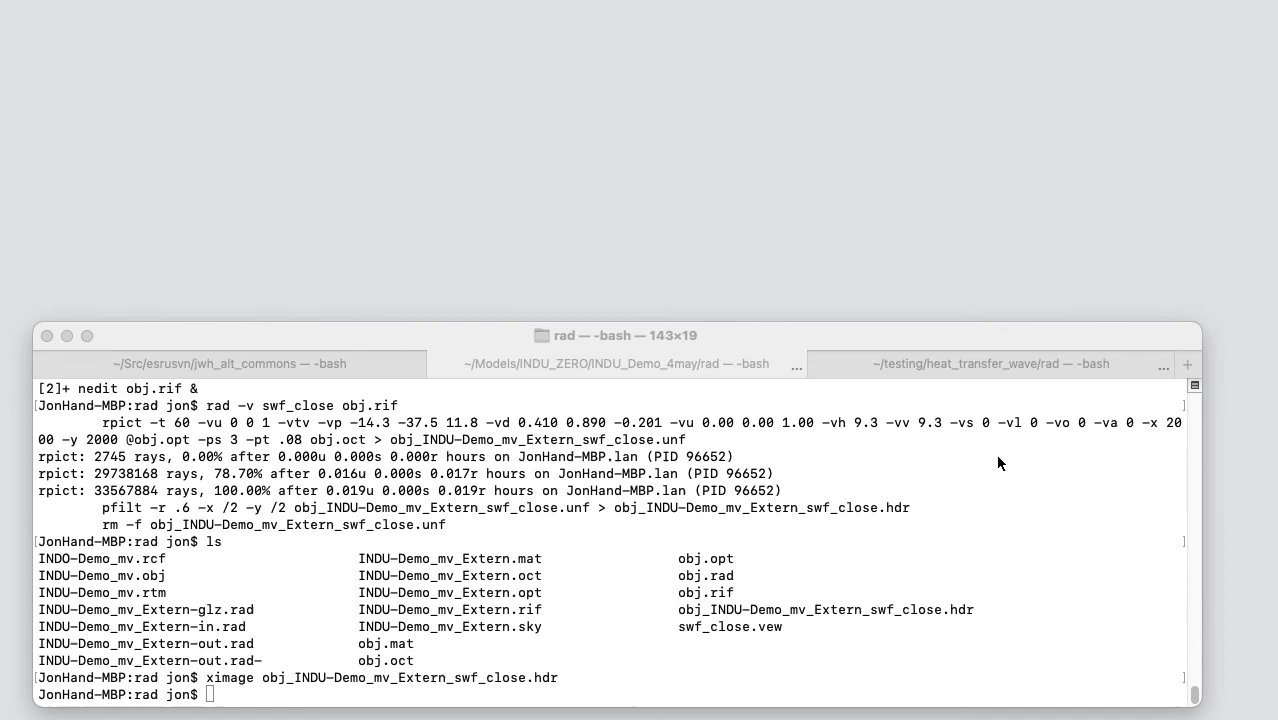 rad — -bash — 143×19
~/Src/esrusvn/jwh_alt_commons — -bash
~/Models/INDU_ZERO/INDU_Demo_4may/rad — -bash ...
~/testing/heat_transfer_wave/rad — -bash ... +
[2]+ nedit obj.rif &
[JonHand-MBP:rad jon$ rad -v swf_close obj.rif ]
rpict -t 60 -vu 0 0 1 -vtv -vp -14.3 -37.5 11.8 -vd 0.410 0.890 -0.201 -vu 0.00 0.00 1.00 -vh 9.3 -vv 9.3 -vs 0 -vl 0 -vo 0 -va 0 -x 20
00 -y 2000 @obj.opt -ps 3 -pt .08 obj.oct > obj_INDU-Demo_mv_Extern_swf_close.unf
rpict: 2745 rays, 0.00% after 0.000u 0.000s 0.000r hours on JonHand-MBP.lan (PID 96652)
rpict: 29738168 rays, 78.70% after 0.016u 0.000s 0.017r hours on JonHand-MBP.lan (PID 96652)
rpict: 33567884 rays, 100.00% after 0.019u 0.000s 0.019r hours on JonHand-MBP.lan (PID 96652)
pfilt -r .6 -x /2 -y /2 obj_INDU-Demo_mv_Extern_swf_close.unf > obj_INDU-Demo_mv_Extern_swf_close.hdr
rm -f obj_INDU-Demo_mv_Extern_swf_close.unf
[JonHand-MBP:rad jon$ ls ]
INDO-Demo_mv.rcf INDU-Demo_mv_Extern.mat obj.opt
INDU-Demo_mv.obj INDU-Demo_mv_Extern.oct obj.rad
INDU-Demo_mv.rtm INDU-Demo_mv_Extern.opt obj.rif
INDU-Demo_mv_Extern-glz.rad INDU-Demo_mv_Extern.rif obj_INDU-Demo_mv_Extern_swf_close.hdr
INDU-Demo_mv_Extern-in.rad INDU-Demo_mv_Extern.sky swf_close.vew
INDU-Demo_mv_Extern-out.rad obj.mat
INDU-Demo_mv_Extern-out.rad- obj.oct
[JonHand-MBP:rad jon$ ximage obj_INDU-Demo_mv_Extern_swf_close.hdr ]
JonHand-MBP:rad jon$